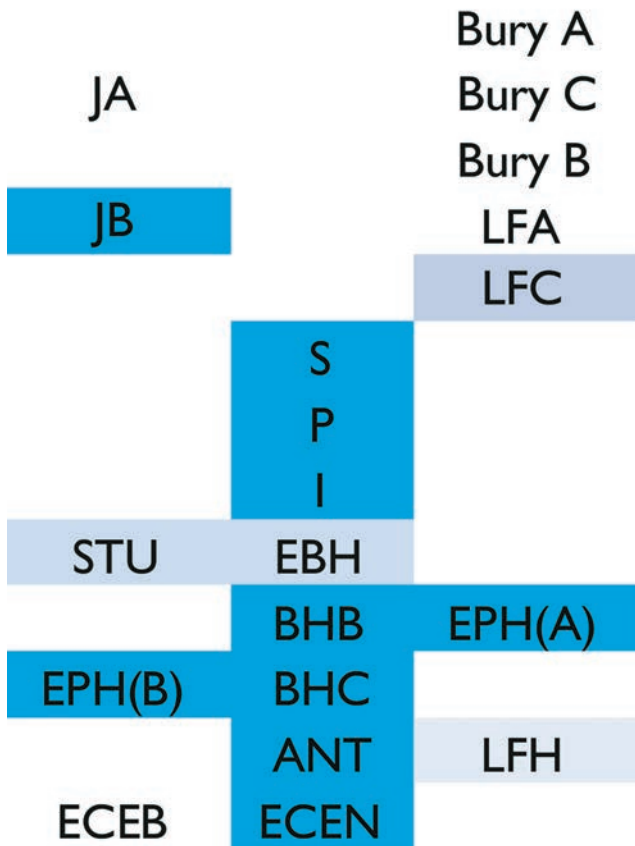 Bury A
JA Bury C
Bury B
JB LFA
LFC
S
P
I
STU EBH
BHB EPH(A)
EPH(B) BHC
ANT LFH
ECEB ECEN